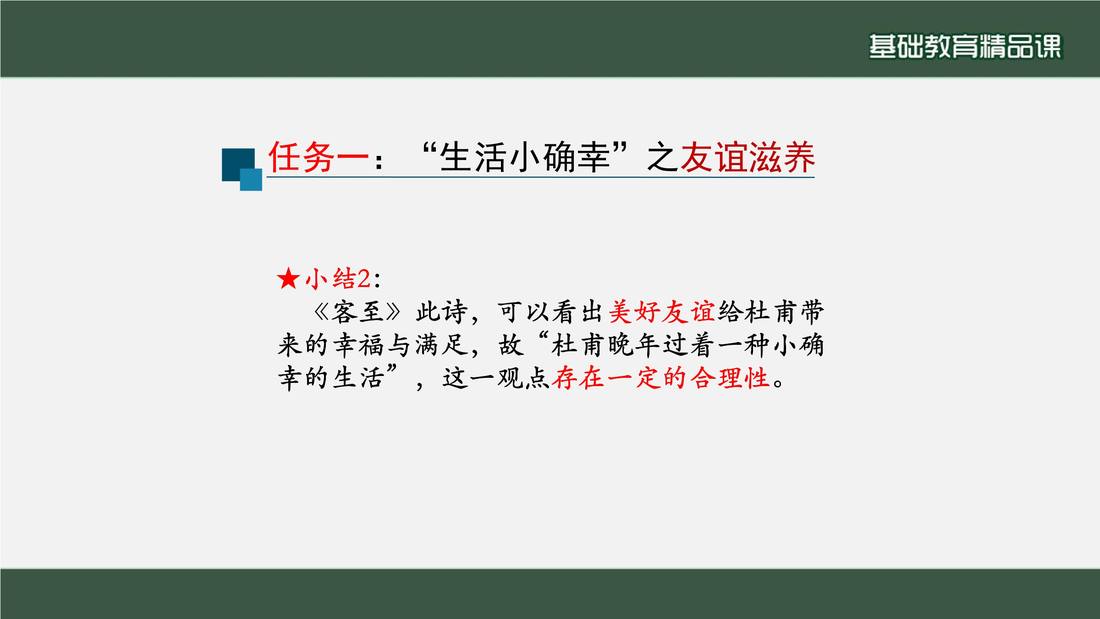 基础教育精品课
任务一：“生活小确幸”之友谊滋养
★小结2：
《客至》此诗，可以看出美好友谊给杜甫带
来的幸福与满足，故“杜甫晚年过着一种小确
幸的生活”，这一观点存在一定的合理性。